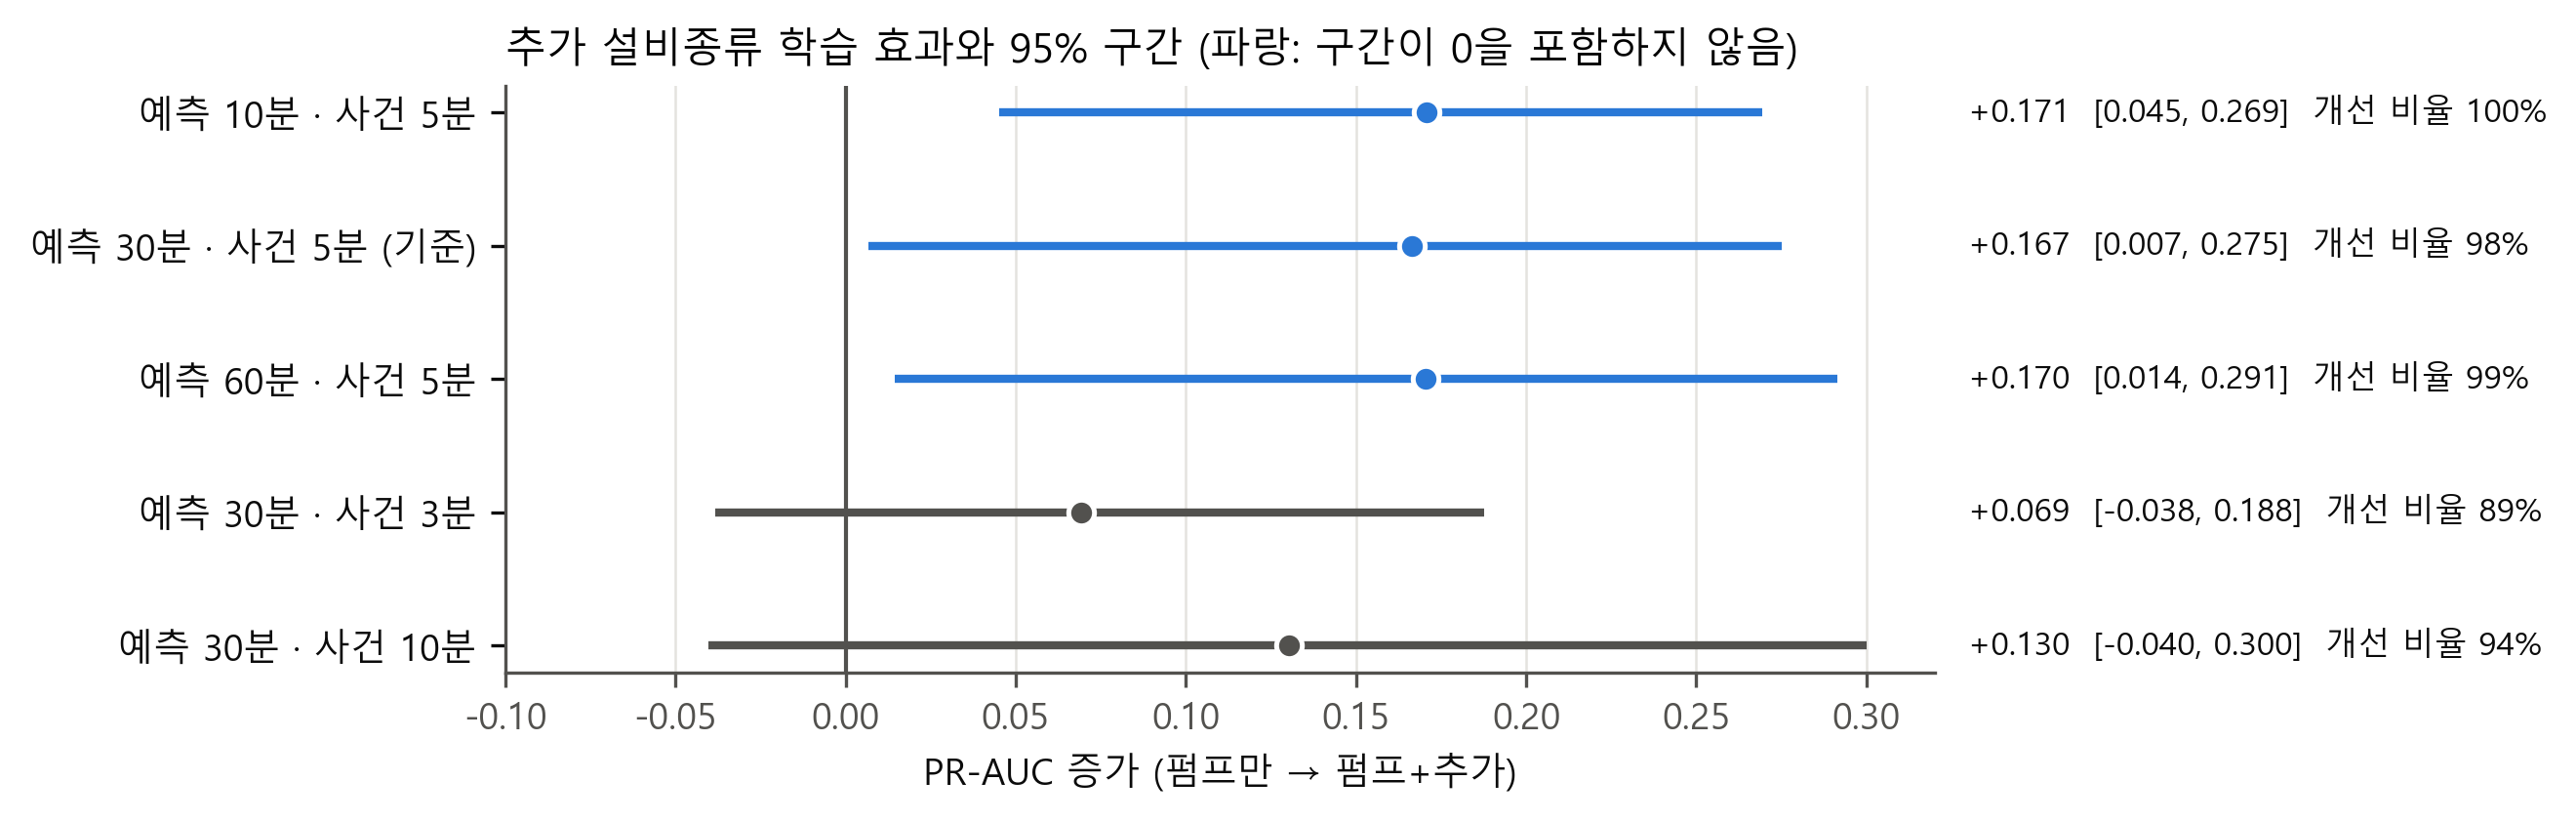 추가 설비종류 학습 효과와 95% 구간 (파랑: 구간이 0을 포함하지 않음)
예측 10분 · 사건 5분 +0.171 [0.045, 0.269] 개선 비율 100%
예측 30분 · 사건 5분 (기준) +0.167 [0.007, 0.275] 개선 비율 98%
예측 60분 · 사건 5분 +0.170 [0.014, 0.291] 개선 비율 99%
예측 30분 · 사건 3분 +0.069 [-0.038, 0.188] 개선 비율 89%
예측 30분 · 사건 10분 +0.130 [-0.040, 0.300] 개선 비율 94%
-0.10 -0.05 0.00 0.05 0.10 0.15 0.20 0.25 0.30
PR-AUC 증가 (펌프만 → 펌프+추가)